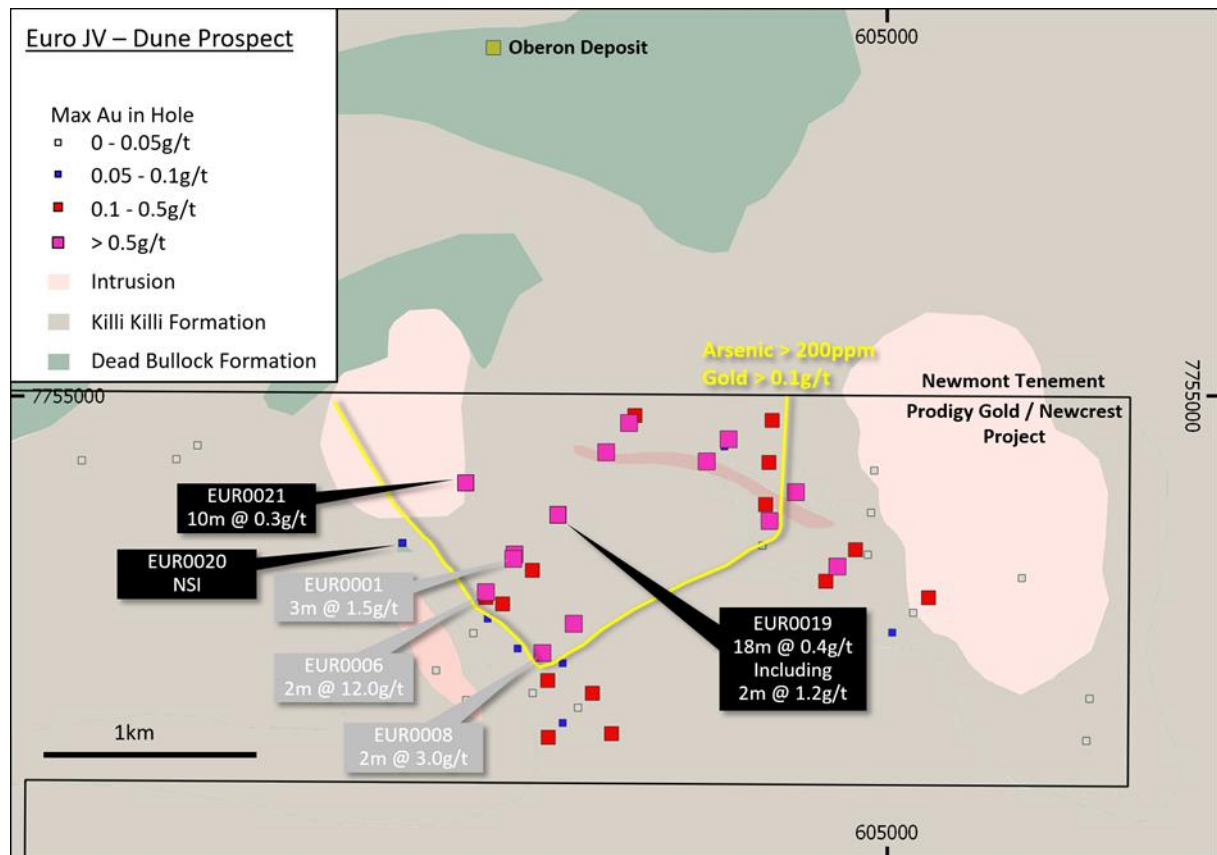 Euro JV – Dune Prospect
Max Au in Hole
0 - 0.05g/t
0.05 - 0.1g/t
0.1 - 0.5g/t
> 0.5g/t
Intrusion
Killi Killi Formation
Dead Bullock Formation
Oberon Deposit
605000
Arsenic > 200ppm
Gold > 0.1g/t
7755000
Newmont Tenement
7755000
Prodigy Gold / Newcrest
Project
EUR0021
10m @ 0.3g/t
EUR0020
NSI
EUR0001
3m @ 1.5g/t
EUR0006
2m @ 12.0g/t
EUR0008
2m @ 3.0g/t
EUR0019
18m @ 0.4g/t
Including
2m @ 1.2g/t
1km
605000